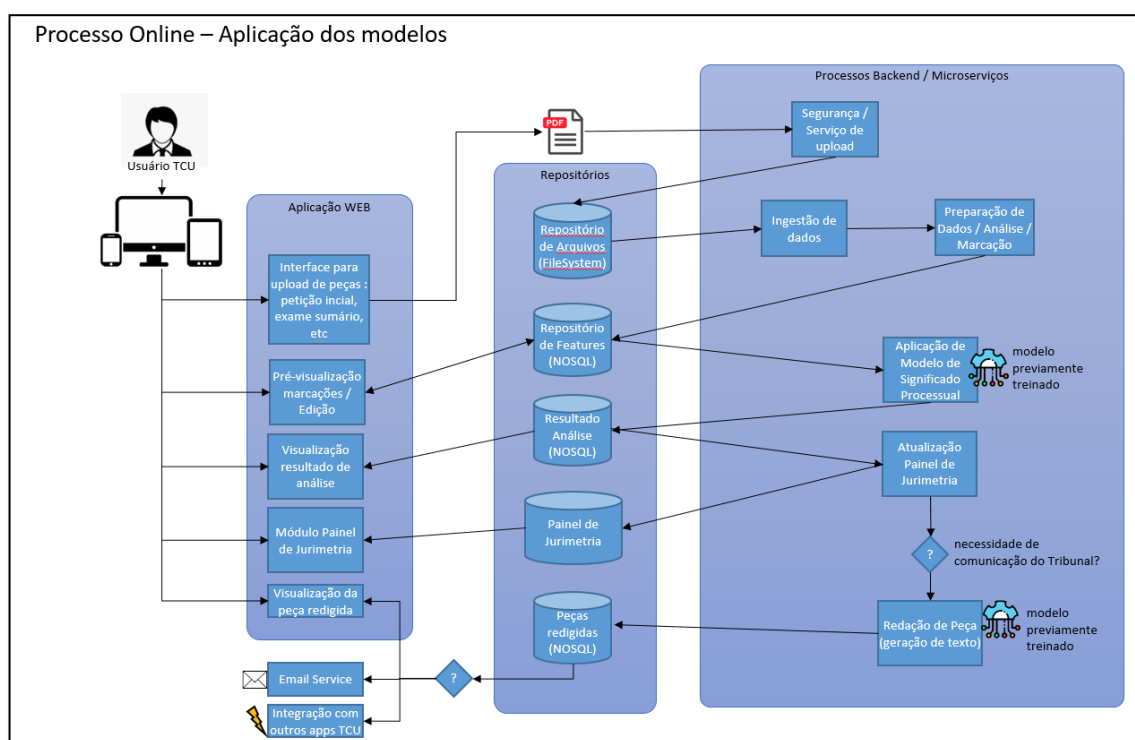 Processo Online – Aplicação dos modelos
Usuário TCU
Aplicação WEB
Interface para
upload de peças :
petição incial,
exame sumário,
etc
Pré-visualização
marcações /
Edição
Visualização
resultado de
análise
Módulo Painel
de Jurimetria
Visualização da
peça redigida
Email Service
Integração com
outros apps TCU
?
PDF
Repositórios
Repositório
de Arquivos
(FileSystem)
Repositório
de Features
(NOSQL)
Resultado
Análise
(NOSQL)
Painel de
Jurimetria
Peças
redigidas
(NOSQL)
Processos Backend / Microserviços
Segurança /
Serviço de
upload
Ingestão de
dados
Preparação de
Dados / Análise /
Marcação
Aplicação de
Modelo de
Significado
Processual
modelo
previamente
treinado
Atualização
Painel de
Jurimetria
?
necessidade de
comunicação do Tribunal?
Redação de Peça
(geração de texto)
modelo
previamente
treinado